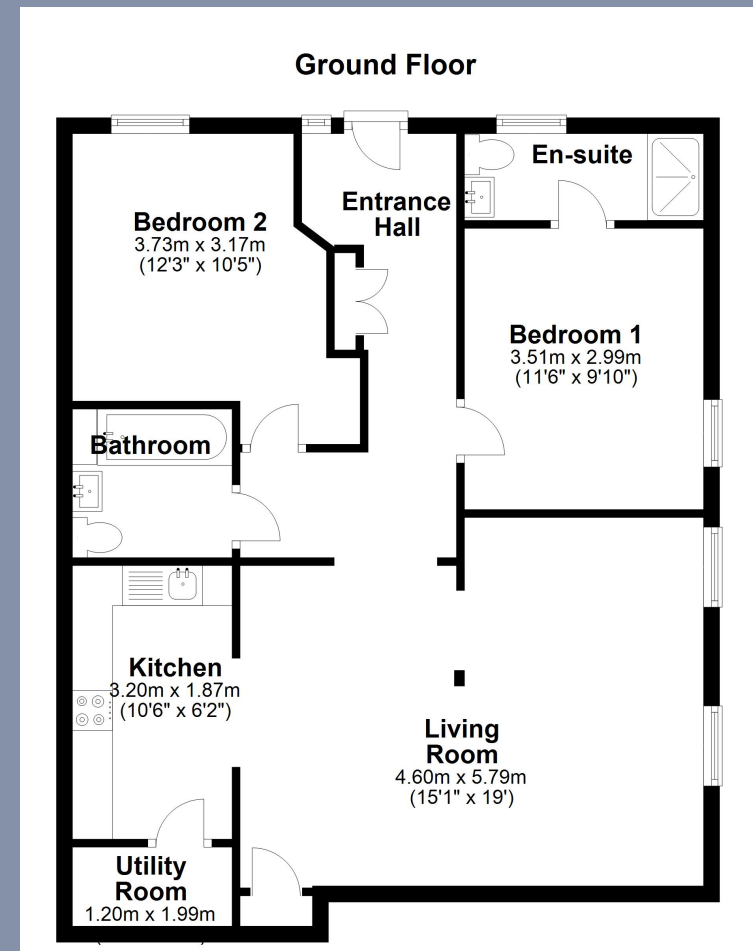 Ground Floor
En-suite
Entrance
Hall
Bedroom 2
3.73m x 3.17m
(12'3" x 10'5")
Bedroom 1
3.51m x 2.99m
(11'6" x 9'10")
Bathroom
Kitchen
3.20m x 1.87m
(10'6" x 6'2")
Living
Room
4.60m x 5.79m
(15'1" x 19')
Utility
Room
1.20m x 1.99m